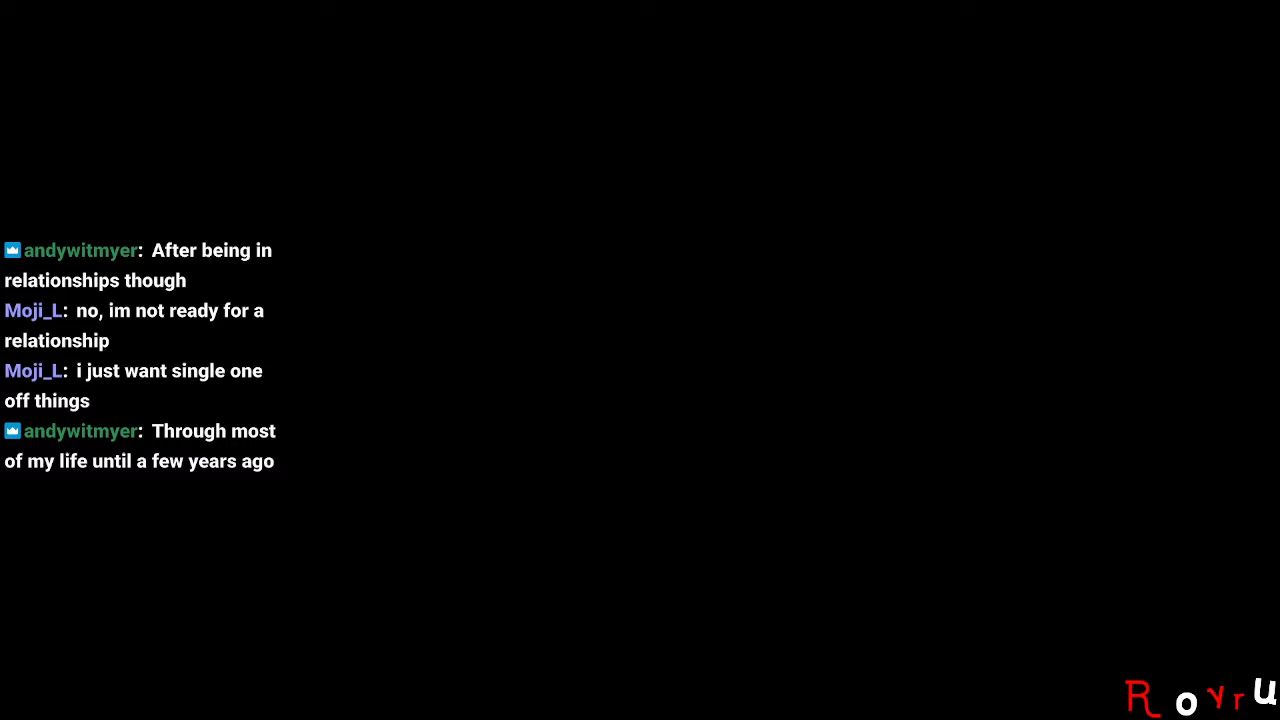 andywitmyer: After being in
relationships though
Moji_L: no, im not ready for a
relationship
Moji_L: i just want single one
off things
andywitmyer: Through most
of my life until a few years ago
Royru